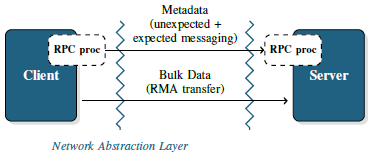 Metadata
(unexpected +
expected messaging)
RPC proc
RPC proc
Client
Bulk Data
(RMA transfer)
Server
Network Abstraction Layer